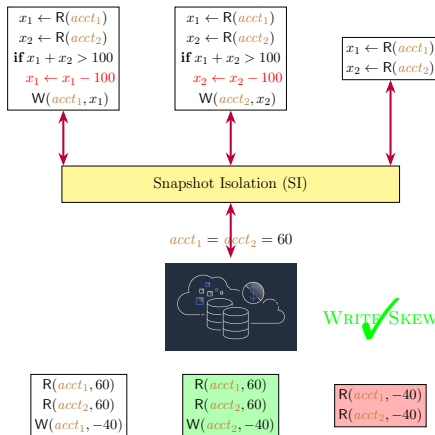 x₁ ← R(acct₁)
x₂ ← R(acct₂)
if x₁ + x₂ > 100
x₁ ← x₁ − 100
W(acct₁, x₁)
x₁ ← R(acct₁)
x₂ ← R(acct₂)
if x₁ + x₂ > 100
x₂ ← x₂ − 100
W(acct₂, x₂)
x₁ ← R(acct₁)
x₂ ← R(acct₂)
Snapshot Isolation (SI)
acct₁ = acct₂ = 60
WRITE SKEW
R(acct₁, 60)
R(acct₂, 60)
W(acct₁, −40)
R(acct₁, 60)
R(acct₂, 60)
W(acct₂, −40)
R(acct₁, −40)
R(acct₂, −40)